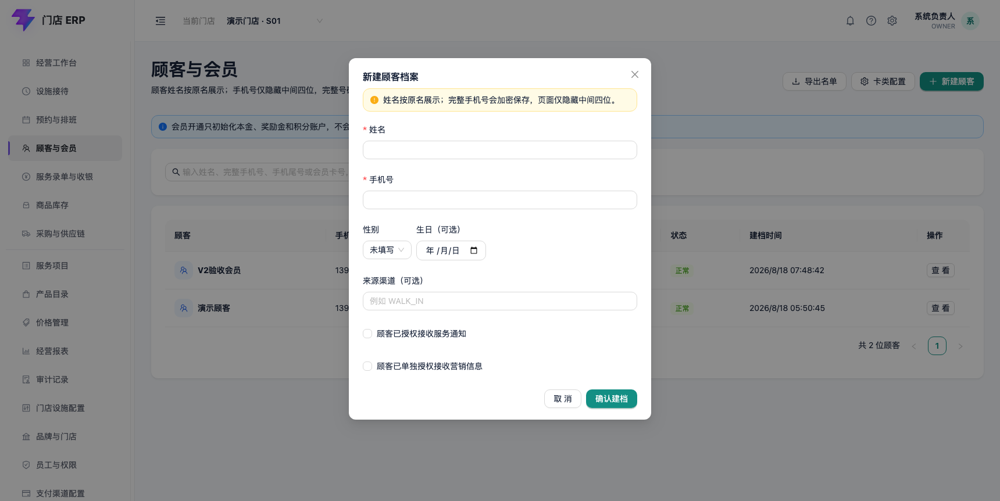 门店 ERP
当前门店 演示门店 · S01
系统负责人
OWNER
系
经营工作台
设施接待
预约与排班
顾客与会员
服务录单与收银
商品库存
采购与供应链
服务项目
产品目录
价格管理
经营报表
审计记录
门店设施配置
品牌与门店
员工与权限
支付渠道配置
顾客与会员
顾客姓名按原名展示；手机号仅隐藏中间四位，完整号
导出名单
卡类配置
新建顾客
会员开通只初始化本金、奖励金和积分账户，不会
输入姓名、完整手机号、手机尾号或会员卡号，
顾客 手机 状态 建档时间 操作
V2验收会员 139 正常 2026/8/18 07:48:42 查 看
演示顾客 139 正常 2026/8/18 05:50:45 查 看
共 2 位顾客 1
新建顾客档案
姓名按原名展示；完整手机号会加密保存，页面仅隐藏中间四位。
* 姓名
* 手机号
性别 生日（可选）
未填写 年 /月/日
来源渠道（可选）
例如 WALK_IN
顾客已授权接收服务通知
顾客已单独授权接收营销信息
取 消 确认建档